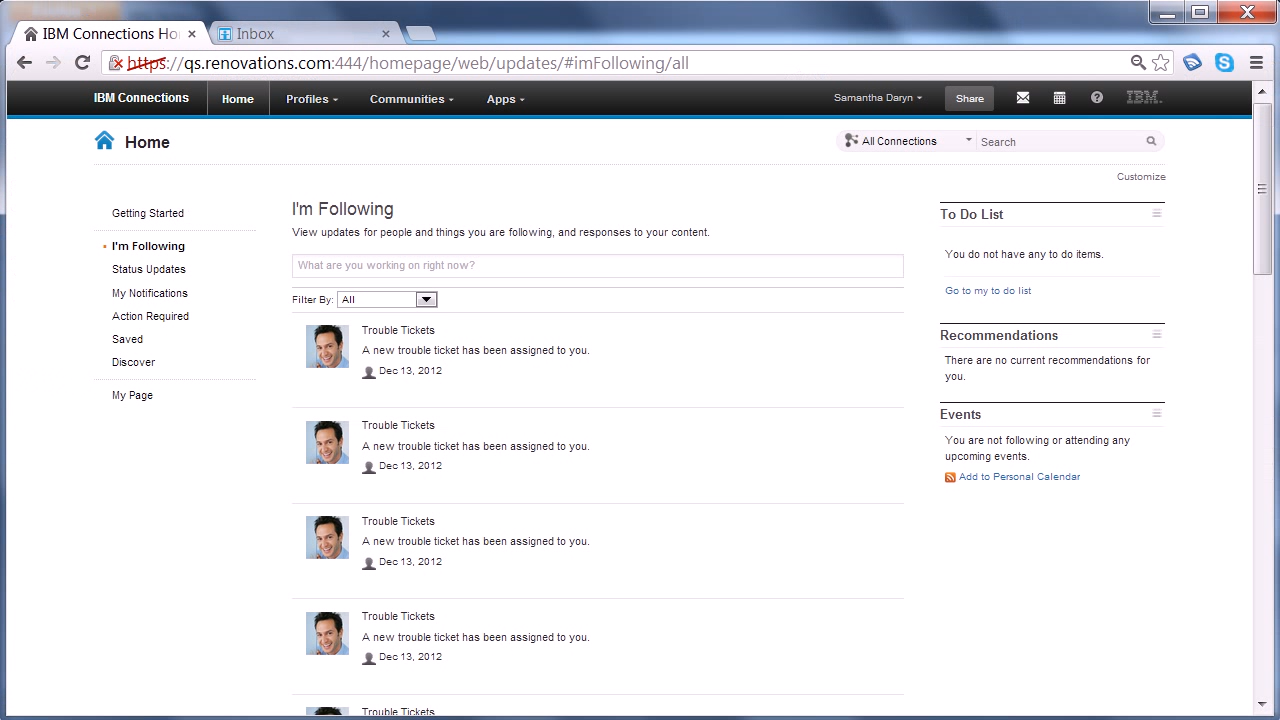 IBM Connections Ho
Inbox
https://qs.renovations.com:444/homepage/web/updates/#imFollowing/all
IBM Connections
Home
Profiles
Communities
Apps
Samantha Daryn
Share
IBM.
Home
All Connections
Search
Customize
Getting Started
I'm Following
Status Updates
My Notifications
Action Required
Saved
Discover
My Page
I'm Following
View updates for people and things you are following, and responses to your content.
What are you working on right now?
Filter By: All
Trouble Tickets
A new trouble ticket has been assigned to you.
Dec 13, 2012
Trouble Tickets
A new trouble ticket has been assigned to you.
Dec 13, 2012
Trouble Tickets
A new trouble ticket has been assigned to you.
Dec 13, 2012
Trouble Tickets
A new trouble ticket has been assigned to you.
Dec 13, 2012
Trouble Tickets
To Do List
You do not have any to do items.
Go to my to do list
Recommendations
There are no current recommendations for
you.
Events
You are not following or attending any
upcoming events.
Add to Personal Calendar